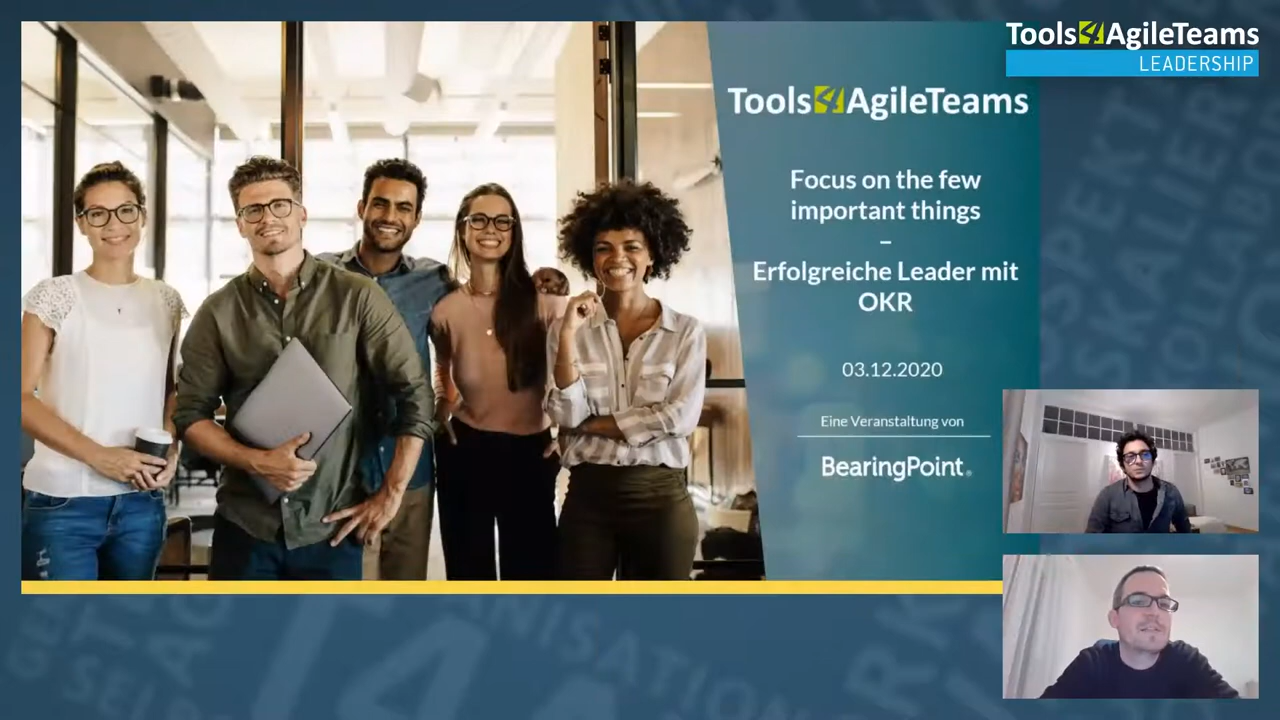 Tools4AgileTeams
LEADERSHIP
Tools4AgileTeams
Focus on the few
important things
–
Erfolgreiche Leader mit
OKR
03.12.2020
Eine Veranstaltung von
BearingPoint®